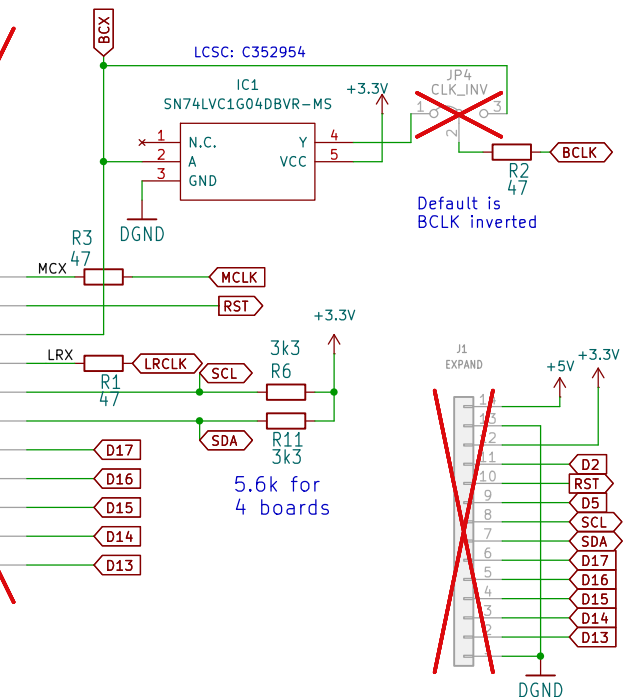 BCX
LCSC: C352954
IC1
SN74LVC1G04DBVR-MS
1 N.C.
2 A
3 GND
Y 4
VCC 5
DGND
+3.3V
JP4
CLK_INV
1
2
3
R2
47
BCLK
Default is
BCLK inverted
R3
47
MCX
MCLK
RST
LRX
LRCLK
R1
47
SCL
3k3
R6
+3.3V
SDA
R11
3k3
5.6k for
4 boards
D17
D16
D15
D14
D13
J1
EXPAND
+5V
+3.3V
13
12
11 D2
10 RST
9 D5
8 SCL
7 SDA
6 D17
5 D16
4 D15
3 D14
2 D13
DGND